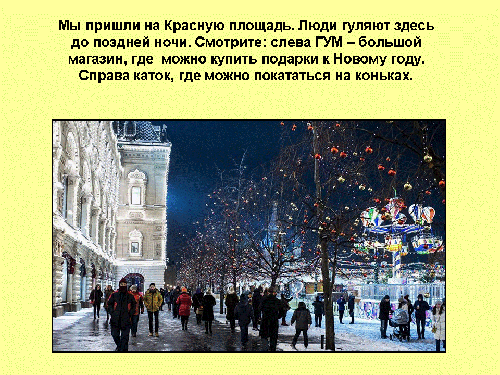 Мы пришли на Красную площадь. Люди гуляют здесь
до поздней ночи. Смотрите: слева ГУМ – большой
магазин, где можно купить подарки к Новому году.
Справа каток, где можно покататься на коньках.